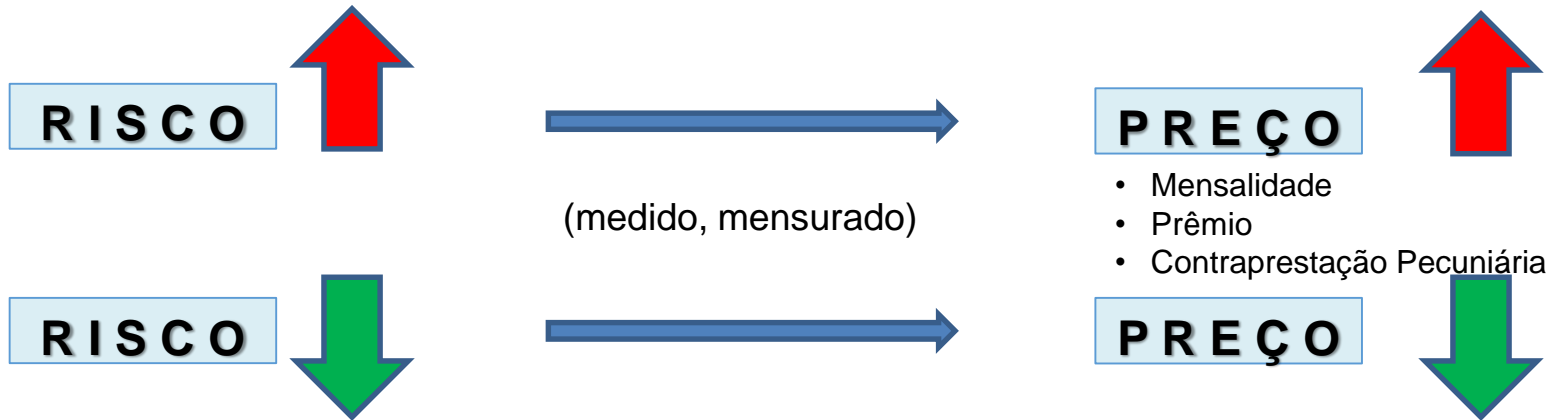 RISCO
PREÇO
• Mensalidade
(medido, mensurado)
• Prêmio
• Contraprestação Pecuniária
RISCO
PREÇO